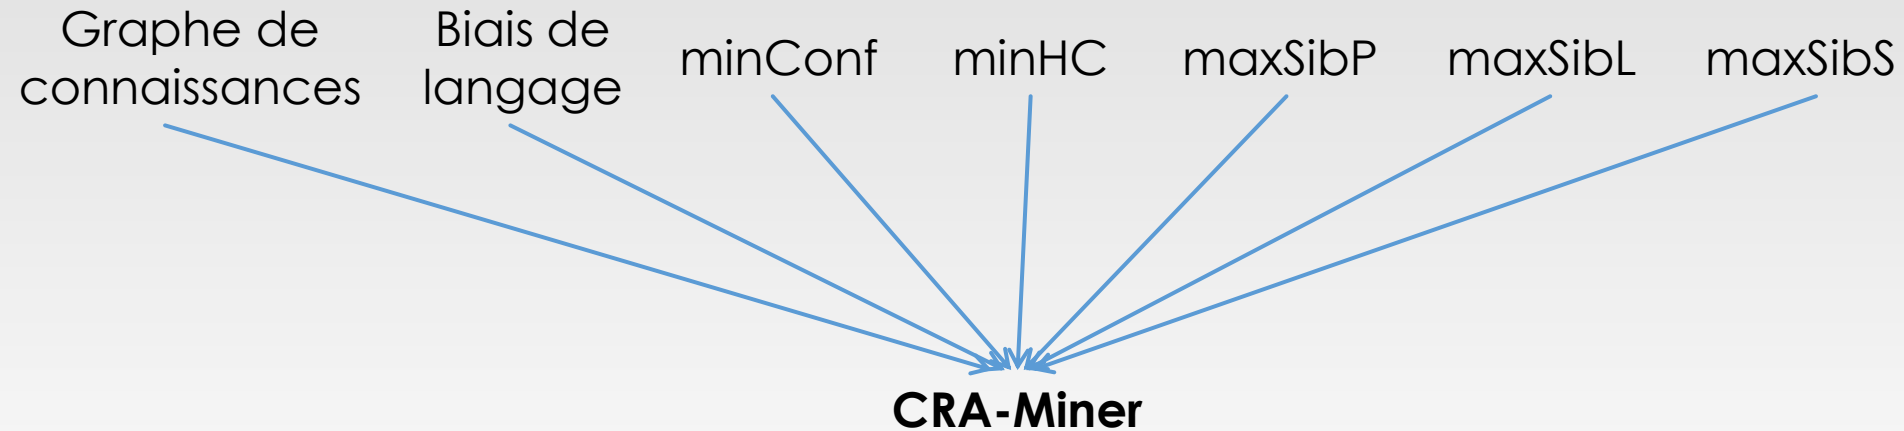 Graphe de
connaissances
Biais de
langage
minConf
minHC
maxSibP
maxSibL
maxSibS
CRA-Miner